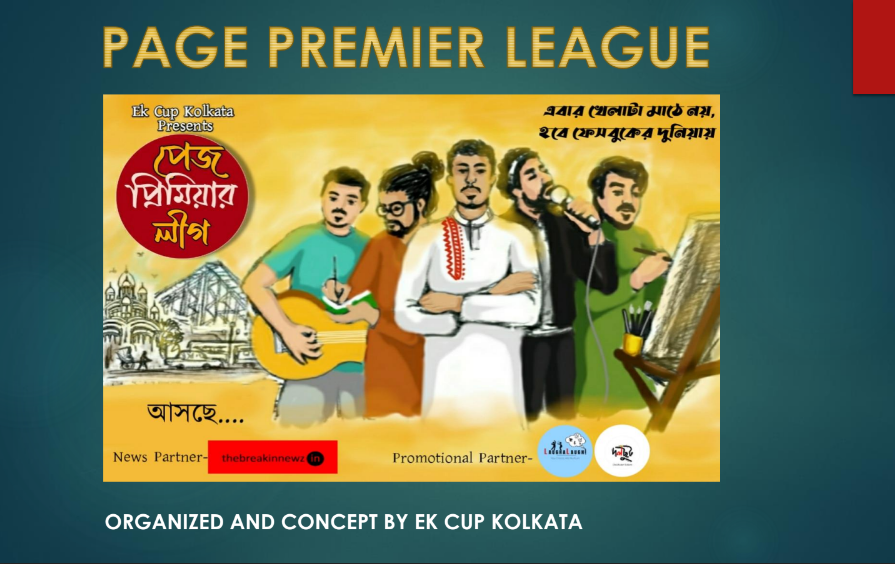 PAGE PREMIER LEAGUE
Ek Cup Kolkata
Presents
পেজ
প্রিমিয়ার
লীগ
এবার খেলাটা মাঠে নয়,
হবে ফেসবুকের দুনিয়ায়
আসছে....
News Partner- thebreakinnewz in
Promotional Partner-
ORGANIZED AND CONCEPT BY EK CUP KOLKATA